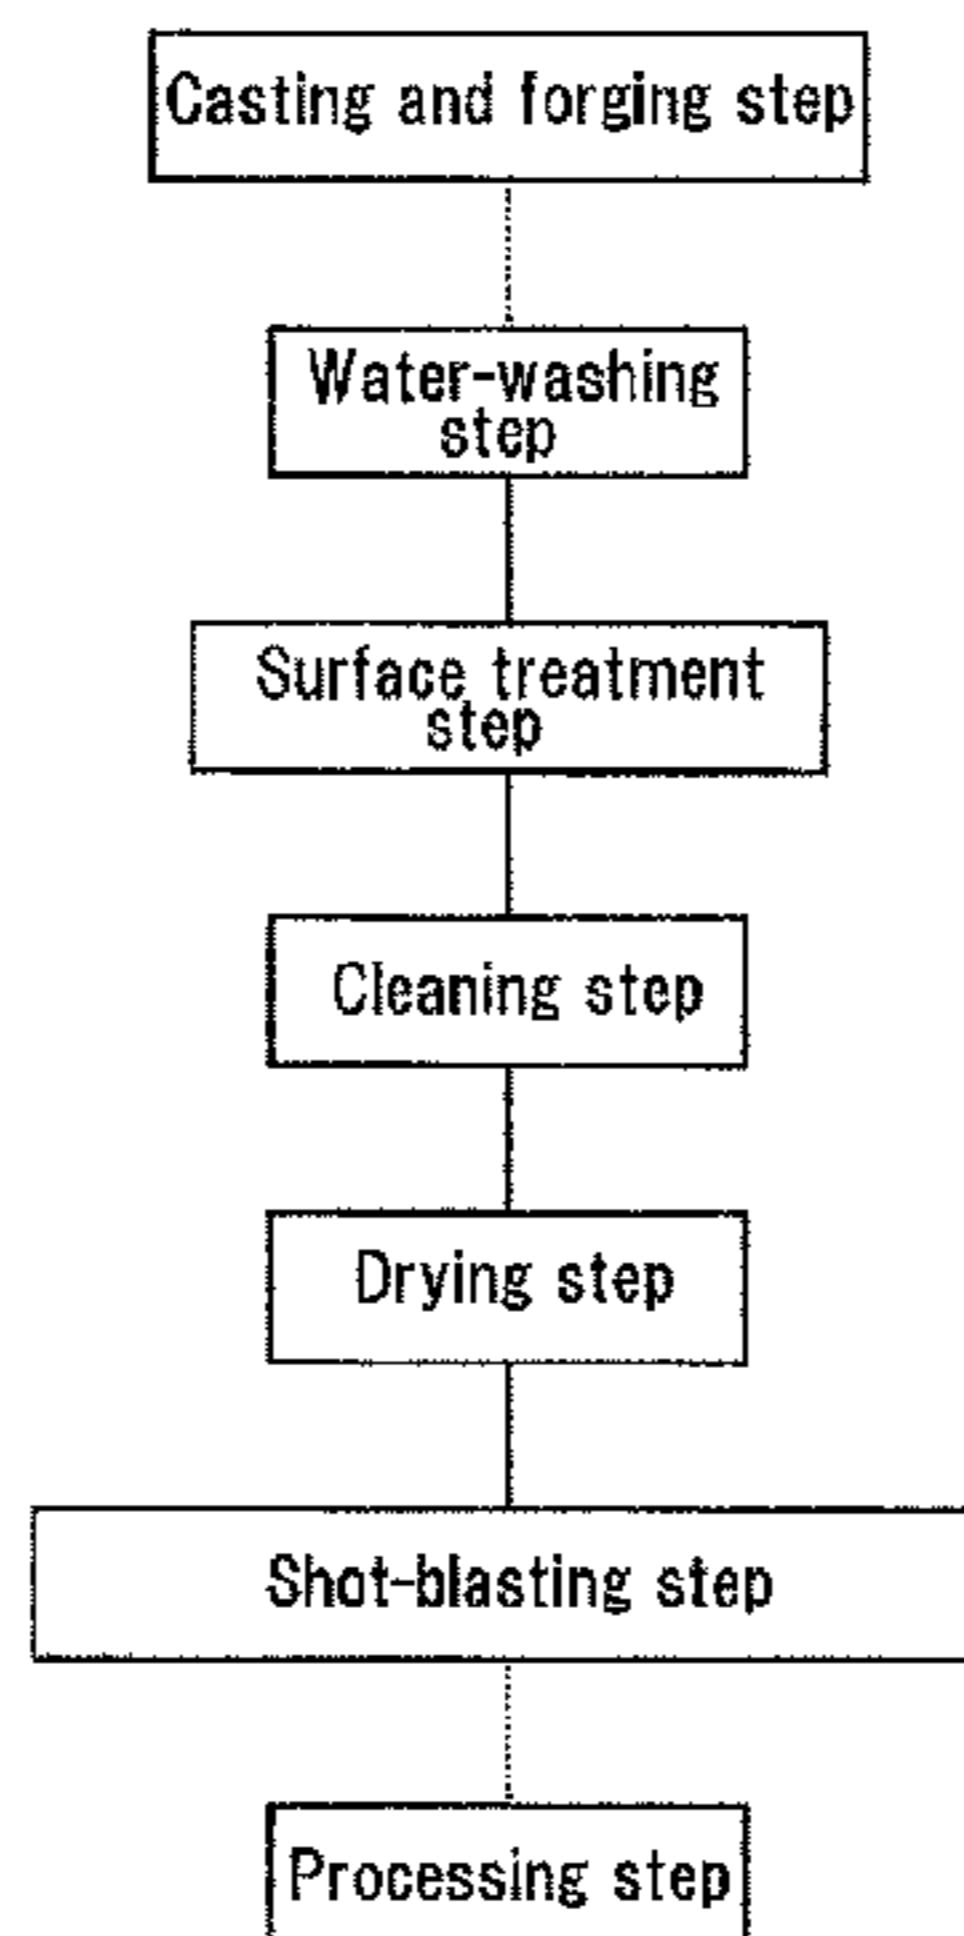 Casting and forging step
Water-washing
step
Surface treatment
step
Cleaning step
Drying step
Shot-blasting step
Processing step